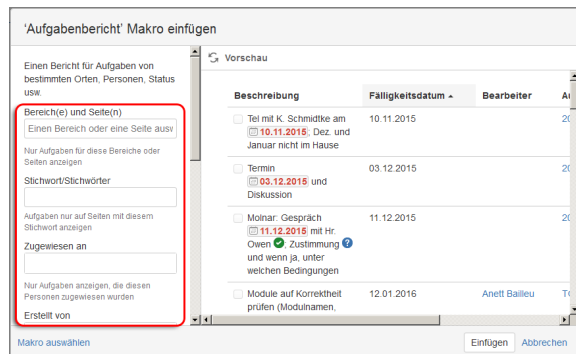 ‘Aufgabenbericht’ Makro einfügen
Einen Bericht für Aufgaben von
bestimmten Orten, Personen, Status
usw.
Bereich(e) und Seite(n)
Einen Bereich oder eine Seite ausw
Nur Aufgaben für diese Bereiche oder
Seiten anzeigen
Stichwort/Stichwörter
Aufgaben nur auf Seiten mit diesem
Stichwort anzeigen
Zugewiesen an
Nur Aufgaben anzeigen, die diesen
Personen zugewiesen wurden
Erstellt von
Vorschau
Beschreibung Fälligkeitsdatum Bearbeiter
Tel mit K. Schmidtke am 10.11.2015
10.11.2015; Dez. und
Januar nicht im Hause
Termin 03.12.2015
03.12.2015 und
Diskussion
Molnar: Gespräch 11.12.2015
11.12.2015 mit Hr.
Owen ; Zustimmung ?
und wenn ja, unter
welchen Bedingungen
Module auf Korrektheit 12.01.2016 Anett Bailleu
prüfen (Modulnamen,
Makro auswählen Einfügen Abbrechen